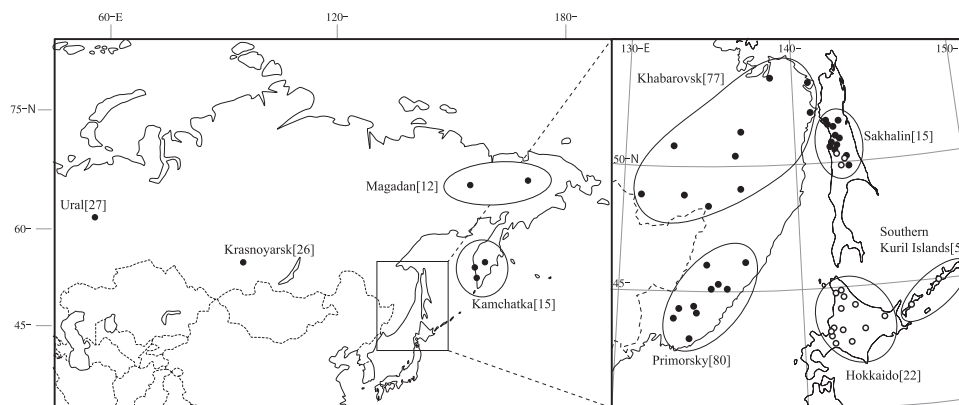 60-E
120-
180-
130-E
140-
150-
75-N
Khabarovsk[77]
Sakhalin[15]
50-N
Magadan[12]
Ural[27]
60-
Krasnoyarsk[26]
Southern
Kuril Islands[5
Kamchatka[15]
45-
45-
Primorsky[80]
Hokkaido[22]